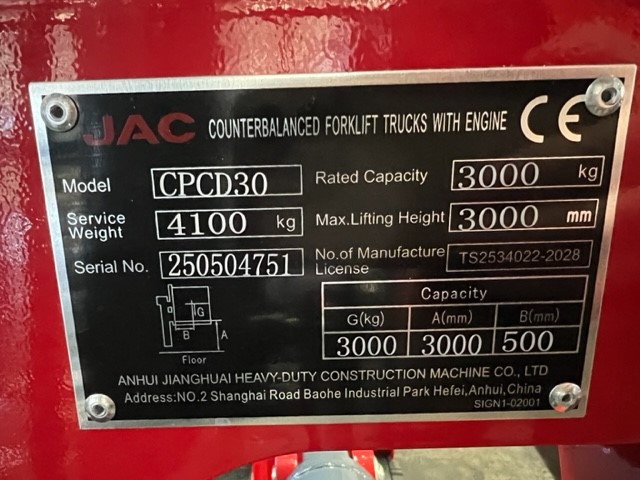 JAC COUNTERBALANCED FORKLIFT TRUCKS WITH ENGINE CE
Model CPCD30 Rated Capacity 3000 kg
Service Weight 4100 kg Max.Lifting Height 3000 mm
Serial No. 250504751 No.of Manufacture License TS2534022-2028
G
B
A
Floor
Capacity
G(kg) A(mm) B(mm)
3000 3000 500
ANHUI JIANGHUAI HEAVY-DUTY CONSTRUCTION MACHINE CO., LTD
Address:NO.2 Shanghai Road Baohe Industrial Park Hefei,Anhui,China
SIGN1-02001